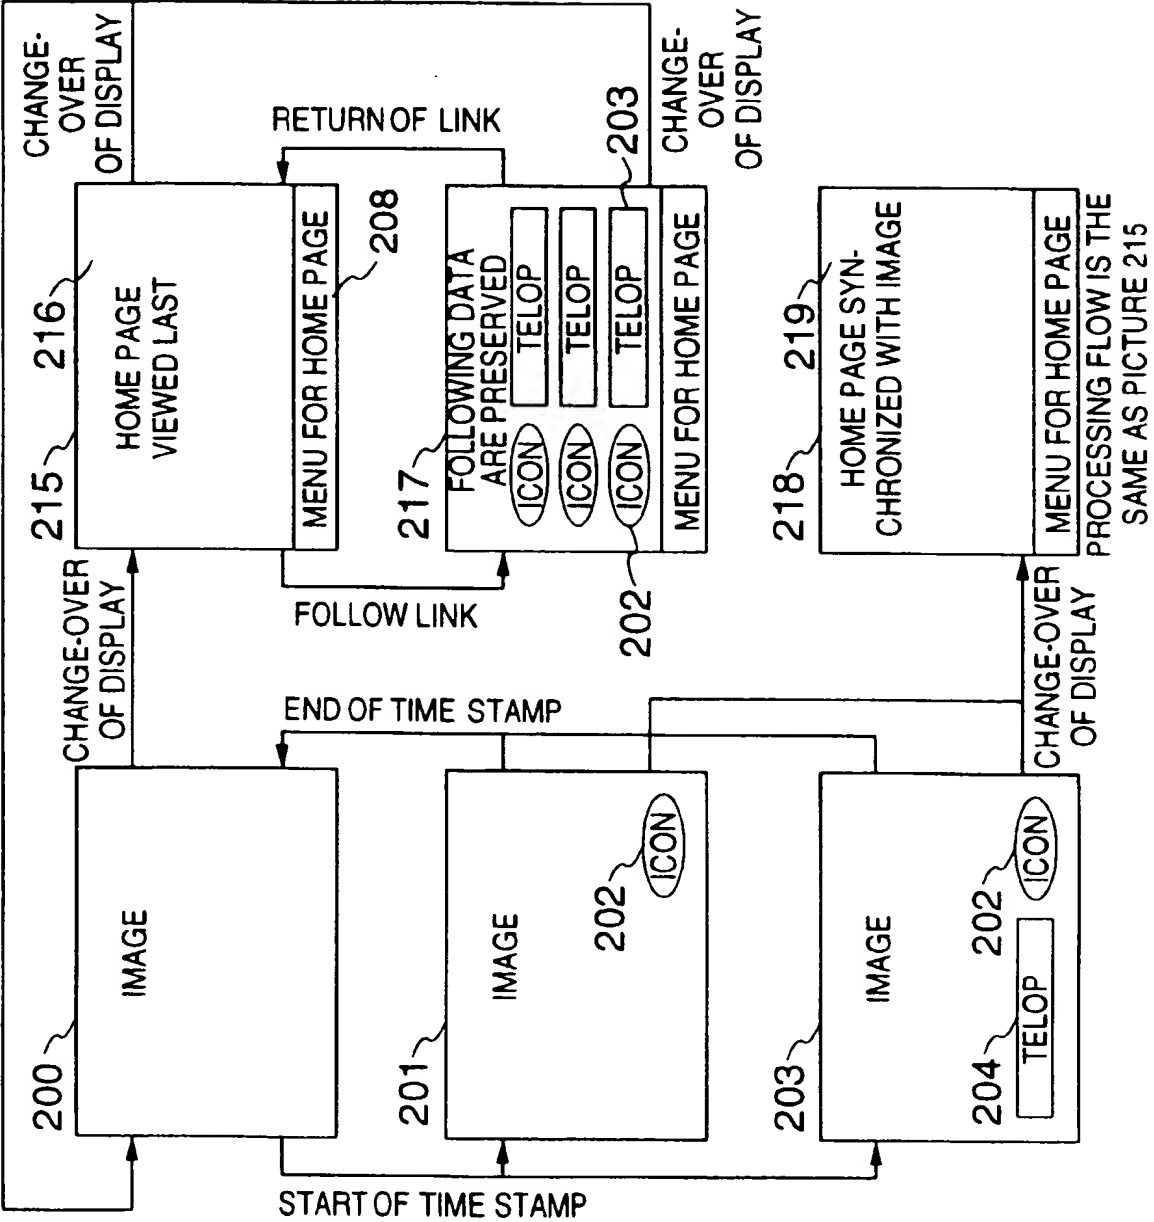 200
IMAGE
CHANGE-OVER
OF DISPLAY
215
216
HOME PAGE
VIEWED LAST
MENU FOR HOME PAGE
208
CHANGE-
OVER
OF DISPLAY
START OF TIME STAMP
END OF TIME STAMP
FOLLOW LINK
RETURN OF LINK
201
IMAGE
202
ICON
217
FOLLOWING DATA
ARE PRESERVED
ICON TELOP
ICON TELOP
ICON TELOP
202
203
MENU FOR HOME PAGE
CHANGE-
OVER
OF DISPLAY
203
IMAGE
204
202
TELOP
ICON
CHANGE-OVER
OF DISPLAY
218
219
HOME PAGE SYN-
CHRONIZED WITH IMAGE
MENU FOR HOME PAGE
PROCESSING FLOW IS THE
SAME AS PICTURE 215